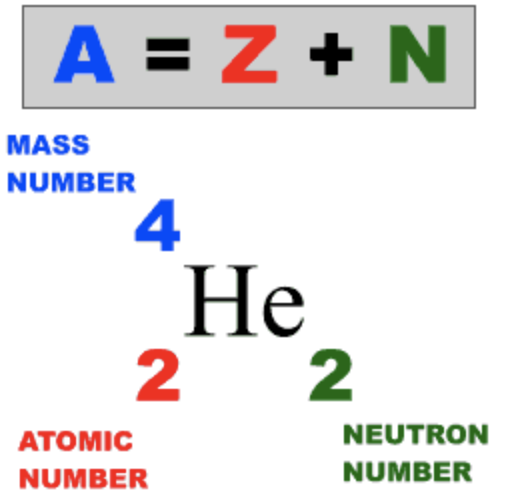 A = Z + N
MASS
NUMBER
4
He
2 2
ATOMIC
NUMBER
NEUTRON
NUMBER